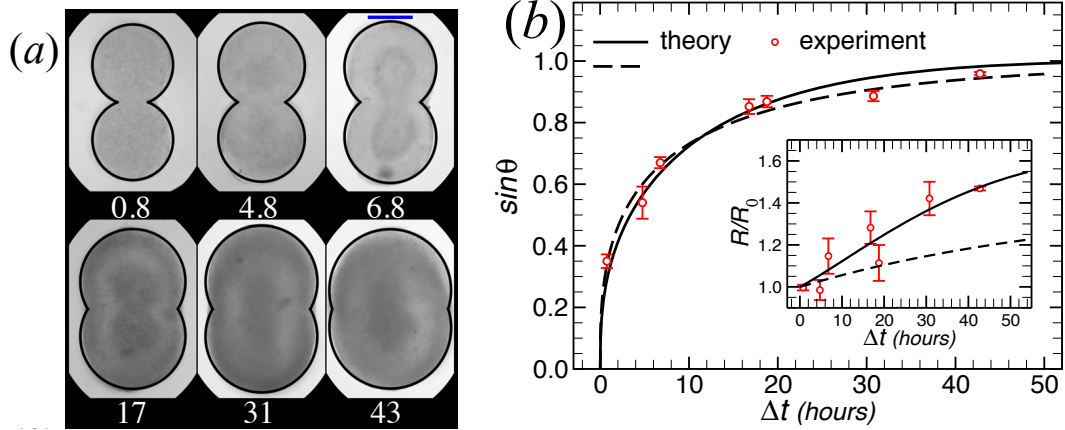 (a)
0.8 4.8 6.8
17 31 43
(b)
theory experiment
1.0
0.8
0.6
0.4
0.2
0.0
sinθ
0 10 20 30 40 50
Δt (hours)
1.6
1.4
1.2
1.0
R/R0
0 10 20 30 40 50
Δt (hours)